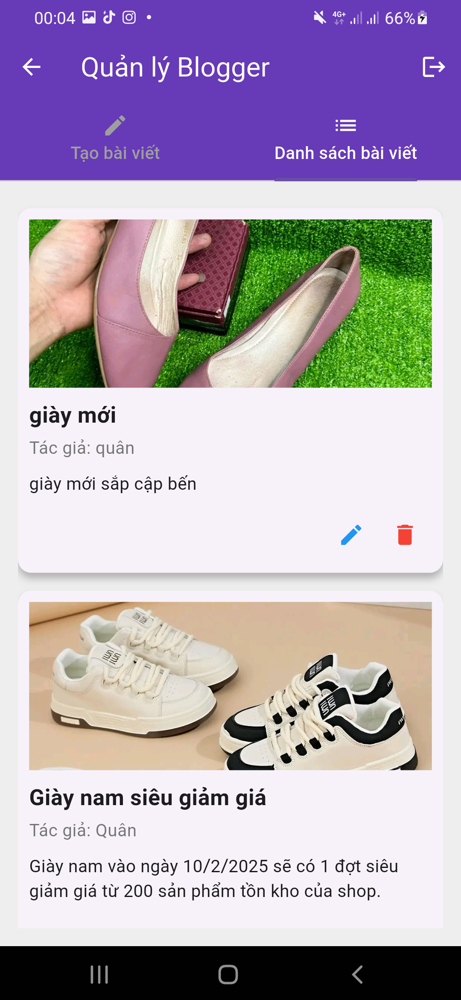 00:04
4G+
66%
Quản lý Blogger
Tạo bài viết
Danh sách bài viết
giày mới
Tác giả: quân
giày mới sắp cập bến
Giày nam siêu giảm giá
Tác giả: Quân
Giày nam vào ngày 10/2/2025 sẽ có 1 đợt siêu
giảm giá từ 200 sản phẩm tồn kho của shop.